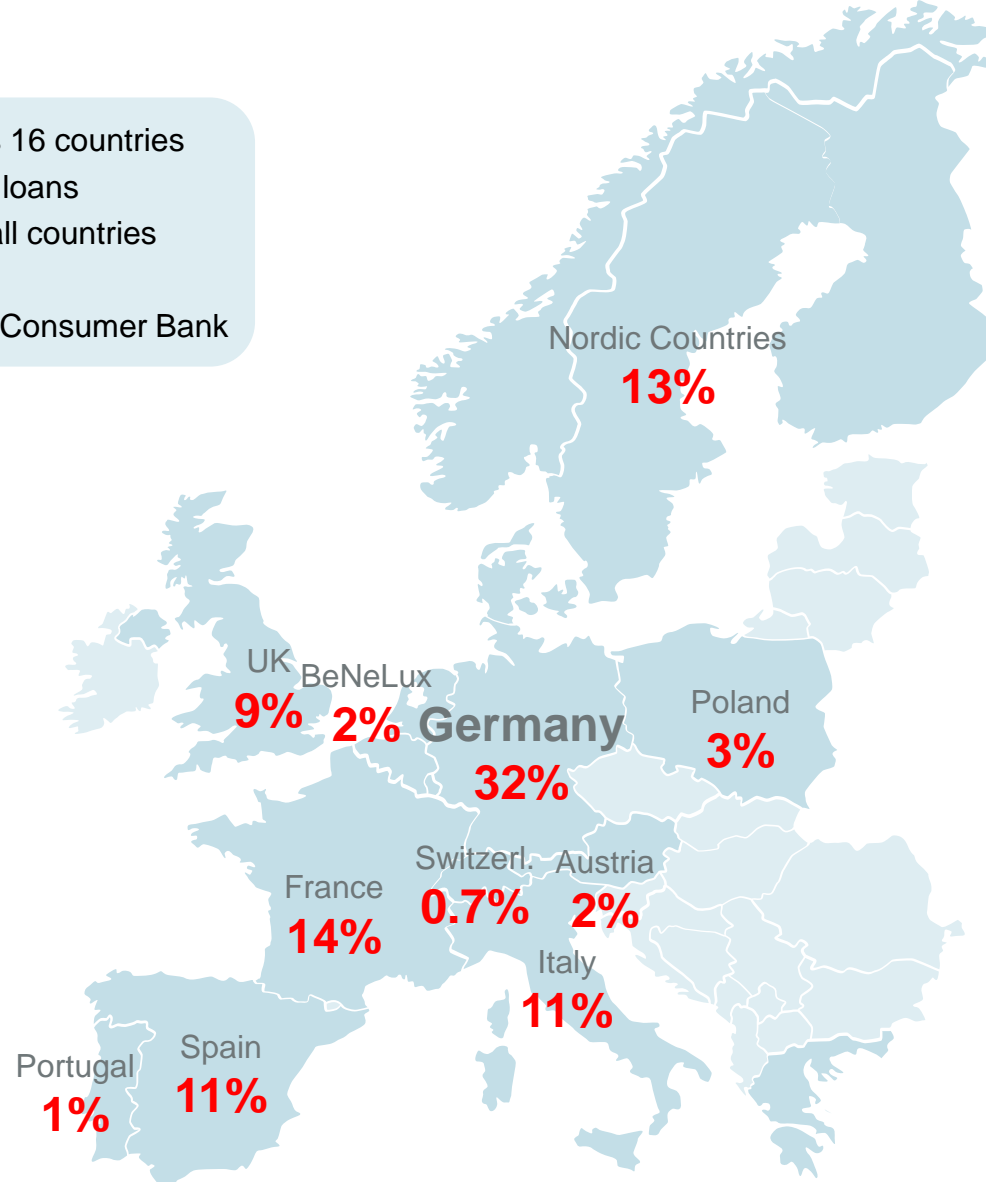 16 countries
loans
all countries
Consumer Bank
Nordic Countries
13%
UK
9%
BeNeLux
2%
Germany
32%
Poland
3%
Switzerl.
0.7%
Austria
2%
France
14%
Italy
11%
Spain
11%
Portugal
1%